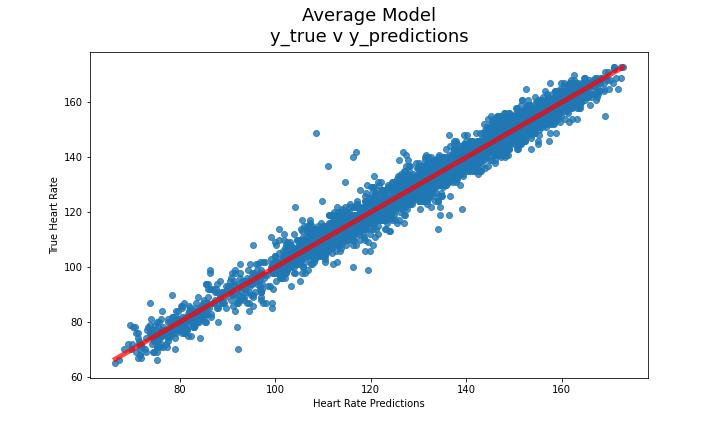 Average Model
y_true v y_predictions
True Heart Rate
160
140
120
100
80
60
80
100
120
140
160
Heart Rate Predictions